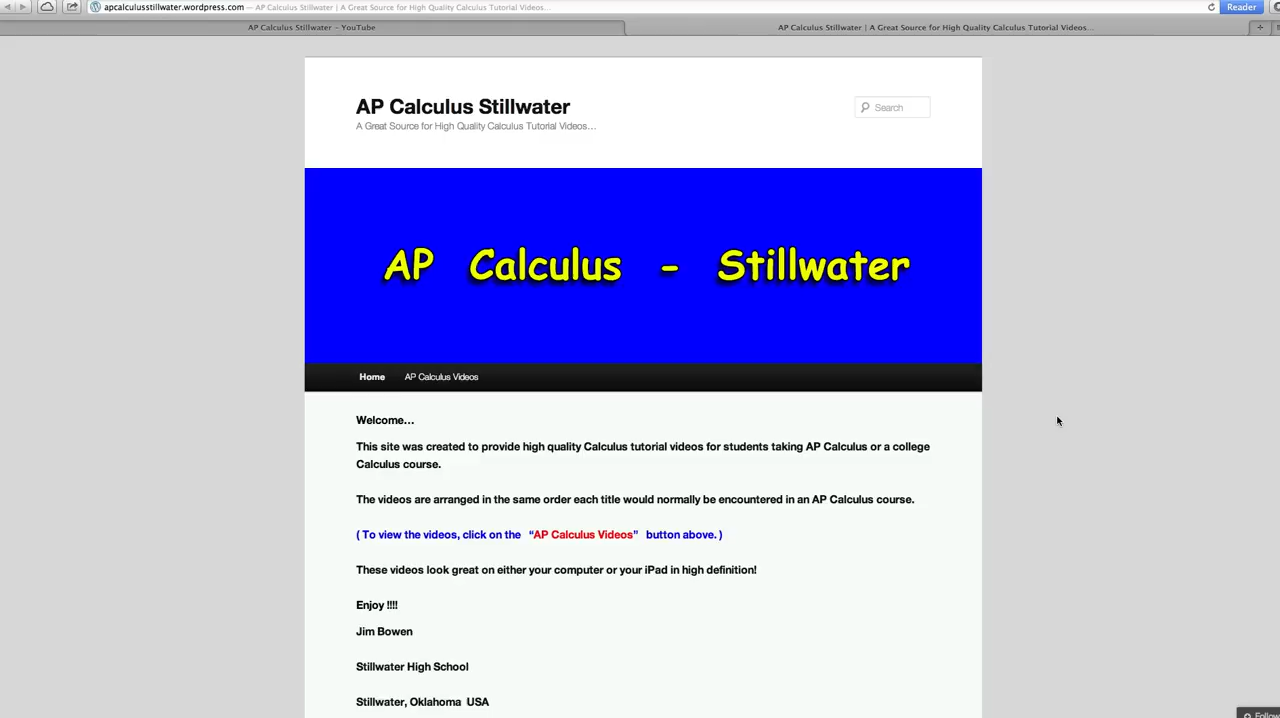 apcalculusstillwater.wordpress.com — AP Calculus Stillwater | A Great Source for High Quality Calculus Tutorial Videos...
Reader
AP Calculus Stillwater - YouTube
AP Calculus Stillwater | A Great Source for High Quality Calculus Tutorial Videos...
AP Calculus Stillwater
Search
A Great Source for High Quality Calculus Tutorial Videos…
AP Calculus - Stillwater
Home
AP Calculus Videos
Welcome…
This site was created to provide high quality Calculus tutorial videos for students taking AP Calculus or a college
Calculus course.
The videos are arranged in the same order each title would normally be encountered in an AP Calculus course.
( To view the videos, click on the “AP Calculus Videos” button above. )
These videos look great on either your computer or your iPad in high definition!
Enjoy !!!!
Jim Bowen
Stillwater High School
Stillwater, Oklahoma USA